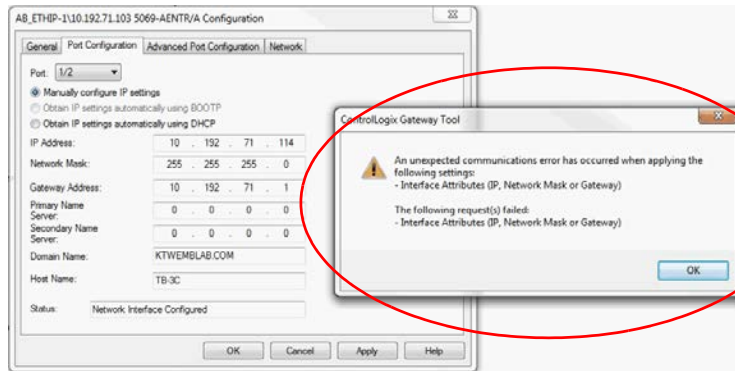 AB_ETHIP-1\10.192.71.103 5069-AENTR/A Configuration
General Port Configuration Advanced Port Configuration Network
Port: 1/2
Manually configure IP settings
Obtain IP settings automatically using BOOTP
Obtain IP settings automatically using DHCP
IP Address: 10 . 192 . 71 . 114
Network Mask: 255 . 255 . 255 . 0
Gateway Address: 10 . 192 . 71 . 1
Primary Name
Server: 0 . 0 . 0 . 0
Secondary Name
Server: 0 . 0 . 0 . 0
Domain Name: KTWEMBLAB.COM
Host Name: TB-3C
Status: Network Interface Configured
OK Cancel Apply Help
ControlLogix Gateway Tool
An unexpected communications error has occurred when applying the
following settings:
- Interface Attributes (IP, Network Mask or Gateway)
The following request(s) failed:
- Interface Attributes (IP, Network Mask or Gateway)
OK